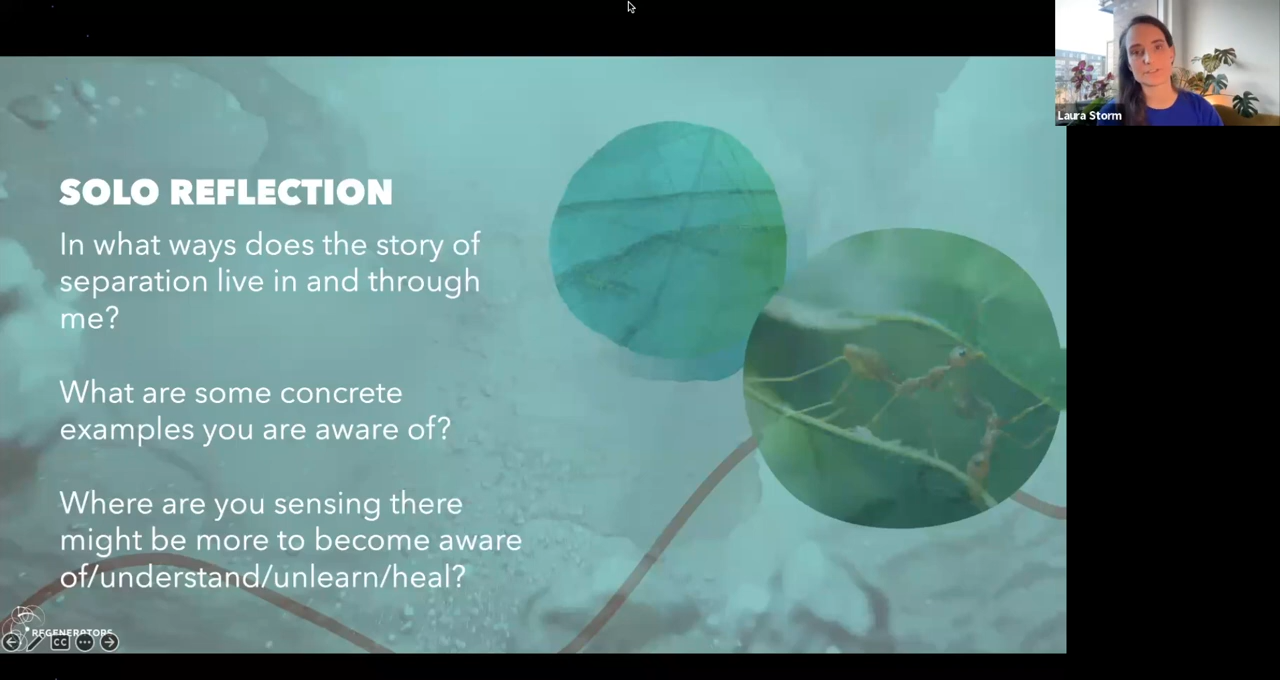 Laura Storm
SOLO REFLECTION
In what ways does the story of
separation live in and through
me?
What are some concrete
examples you are aware of?
Where are you sensing there
might be more to become aware
of/understand/unlearn/heal?
REGENERATORS
CC